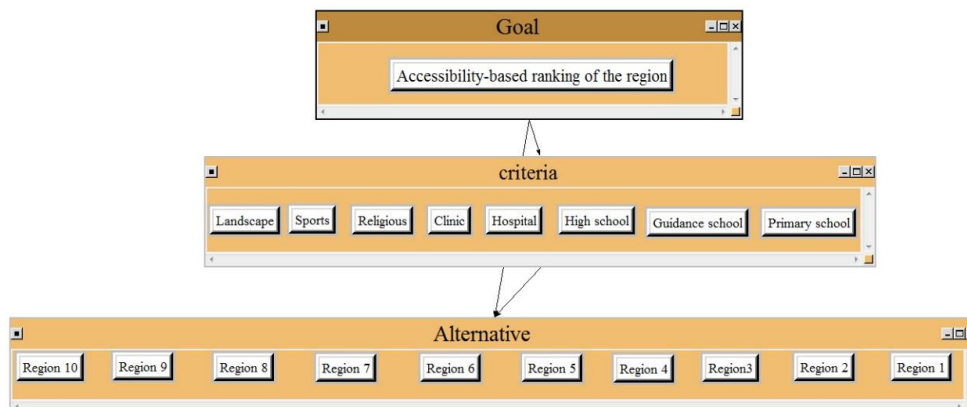 Goal
Accessibility-based ranking of the region
criteria
Landscape Sports Religious Clinic Hospital High school Guidance school Primary school
Alternative
Region 10 Region 9 Region 8 Region 7 Region 6 Region 5 Region 4 Region3 Region 2 Region 1